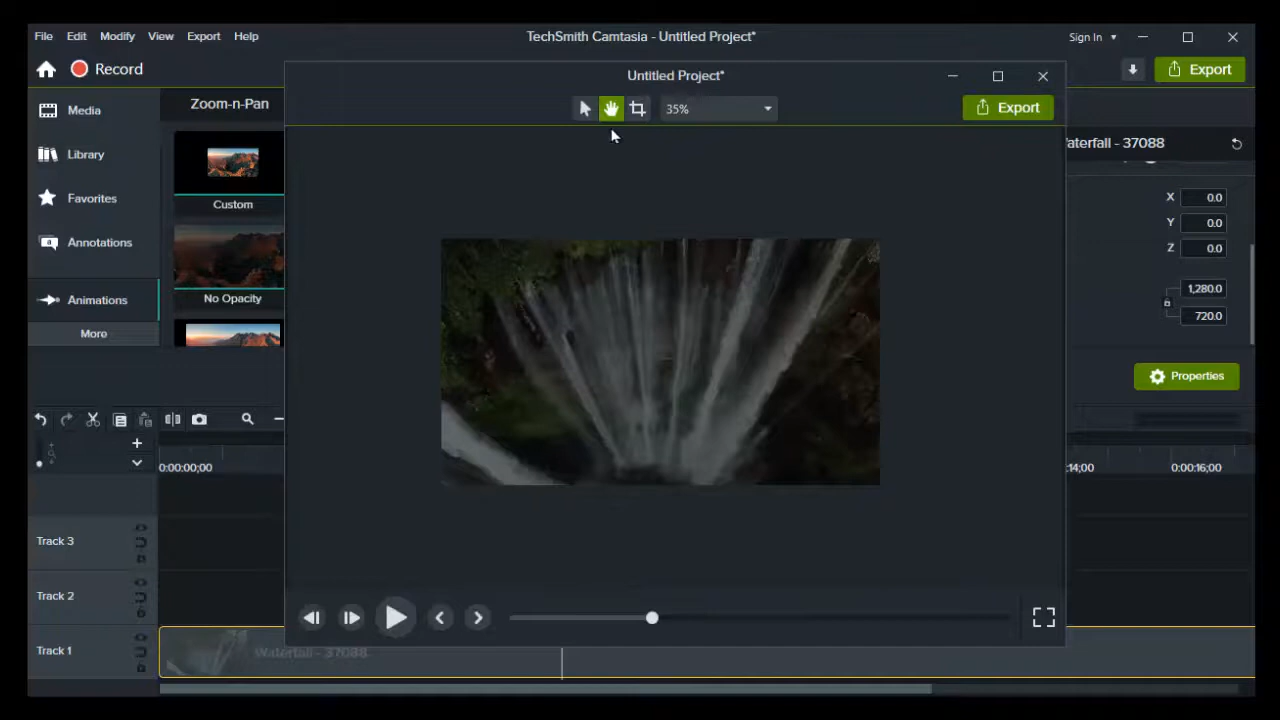 File Edit Modify View Export Help
TechSmith Camtasia - Untitled Project*
Sign In
Record
Export
Untitled Project*
35%
Export
Media
Library
Favorites
Annotations
Animations
More
Zoom-n-Pan
Custom
No Opacity
aterfall - 37088
X 0.0
Y 0.0
Z 0.0
1,280.0
720.0
Properties
0:00:00;00
:14;00
0:00:16;00
Track 3
Track 2
Track 1
Waterfall - 37088